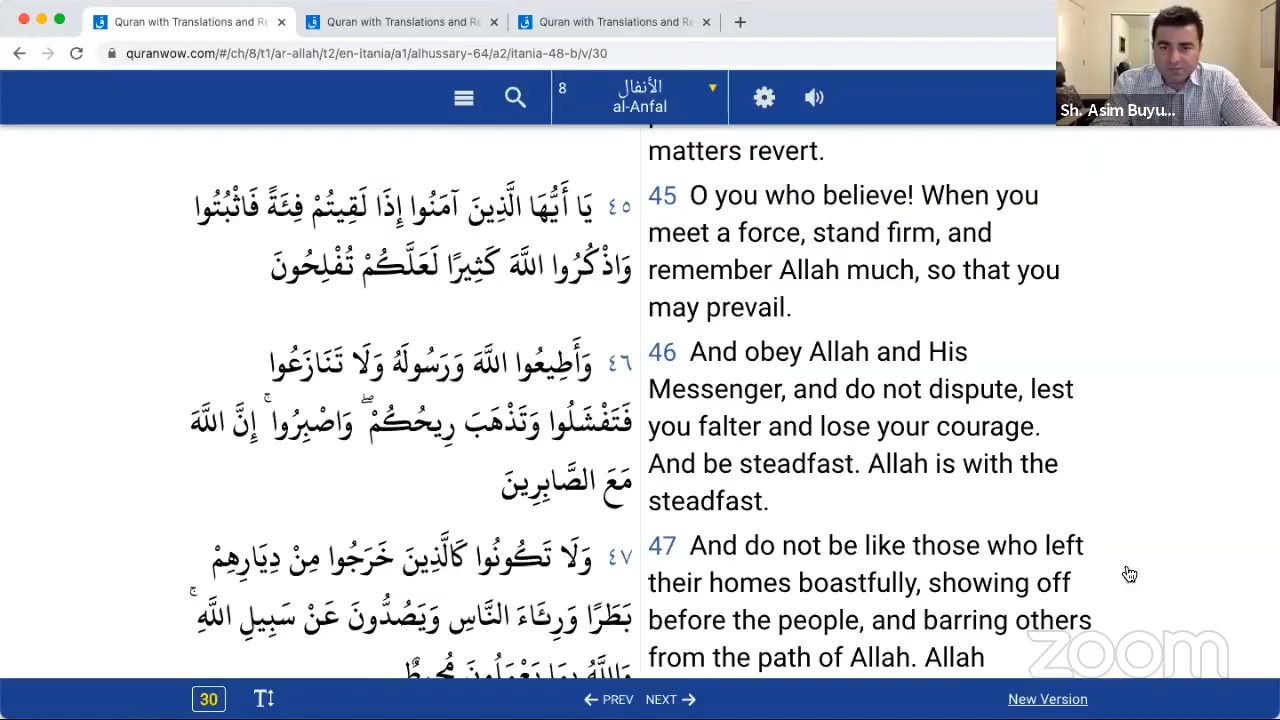 Quran with Translations and Re
Quran with Translations and Re
Quran with Translations and Re
quranwow.com/#/ch/8/t1/ar-allah/t2/en-itania/a1/alhussary-64/a2/itania-48-b/v/30
8
الأنفال
al-Anfal
Sh. Asim Buyu...
matters revert.
٤٥ يَا أَيُّهَا الَّذِينَ آمَنُوا إِذَا لَقِيتُمْ فِئَةً فَاثْبُتُوا
وَاذْكُرُوا اللَّهَ كَثِيرًا لَعَلَّكُمْ تُفْلِحُونَ
45 O you who believe! When you
meet a force, stand firm, and
remember Allah much, so that you
may prevail.
٤٦ وَأَطِيعُوا اللَّهَ وَرَسُولَهُ وَلَا تَنَازَعُوا
فَتَفْشَلُوا وَتَذْهَبَ رِيحُكُمْ ۖ وَاصْبِرُوا ۚ إِنَّ اللَّهَ
مَعَ الصَّابِرِينَ
46 And obey Allah and His
Messenger, and do not dispute, lest
you falter and lose your courage.
And be steadfast. Allah is with the
steadfast.
٤٧ وَلَا تَكُونُوا كَالَّذِينَ خَرَجُوا مِنْ دِيَارِهِمْ
بَطَرًا وَرِئَاءَ النَّاسِ وَيَصُدُّونَ عَنْ سَبِيلِ اللَّهِ ۚ
وَاللَّهُ بِمَا يَعْمَلُونَ مُحِيطٌ
47 And do not be like those who left
their homes boastfully, showing off
before the people, and barring others
from the path of Allah. Allah
zoom
30
PREV NEXT
New Version